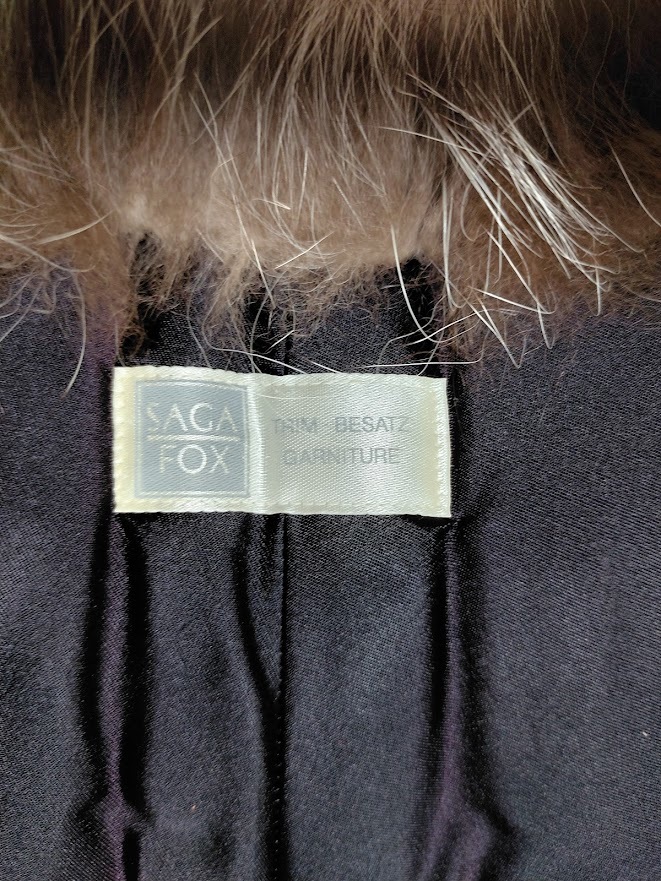 SAGA
FOX
TRIM BESATZ
GARNITURE